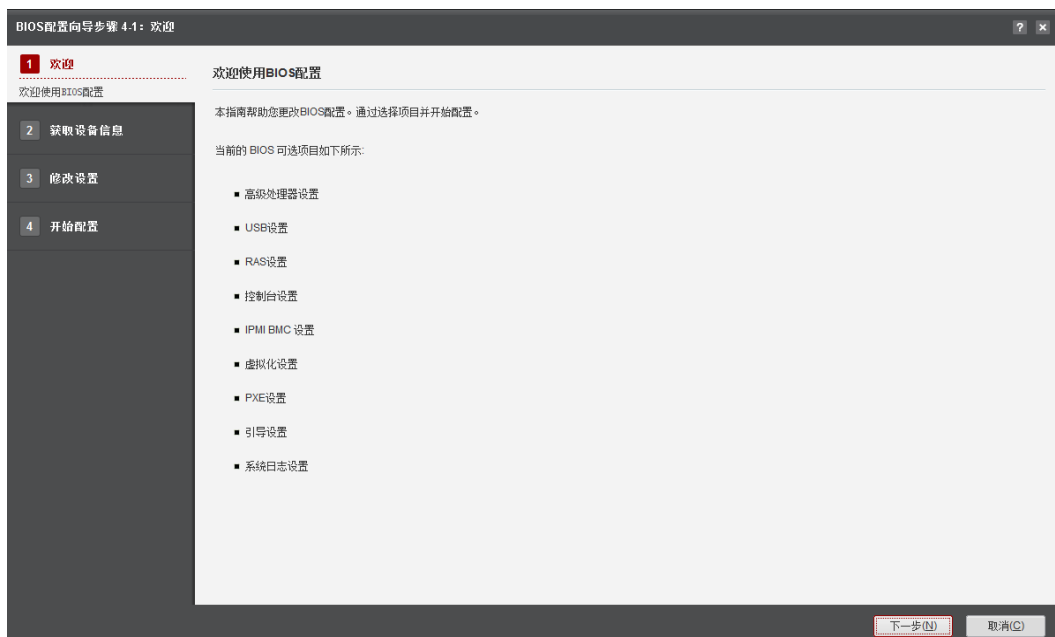 BIOS配置向导步骤 4-1：欢迎
? ×
1 欢迎
欢迎使用BIOS配置
2 获取设备信息
3 修改设置
4 开始配置
欢迎使用BIOS配置
本指南帮助您更改BIOS配置。通过选择项目并开始配置。
当前的 BIOS 可选项目如下所示:
■ 高级处理器设置
■ USB设置
■ RAS设置
■ 控制台设置
■ IPMI BMC 设置
■ 虚拟化设置
■ PXE设置
■ 引导设置
■ 系统日志设置
下一步(N) 取消(C)